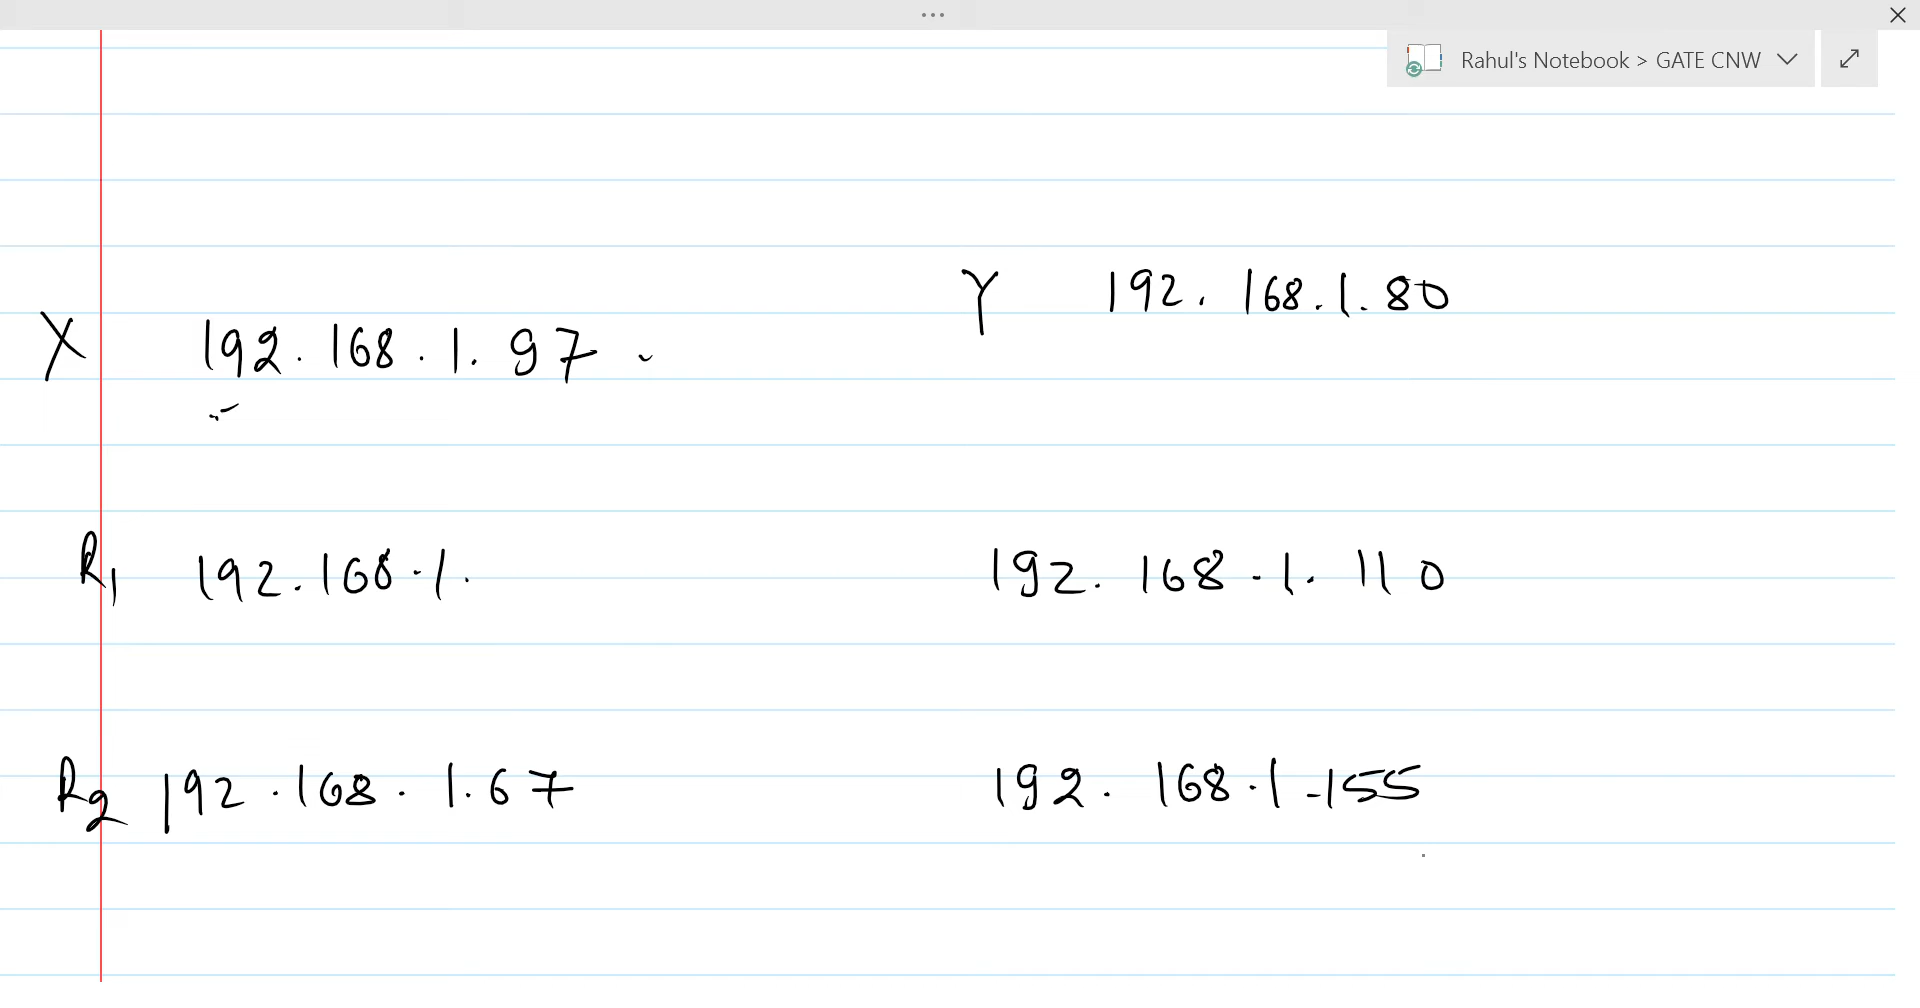 Rahul's Notebook > GATE CNW
Y 192.168.1.80
X 192.168.1.97
R1 192.168.1. 192.168.1.110
R2 192.168.1.67 192.168.1.155